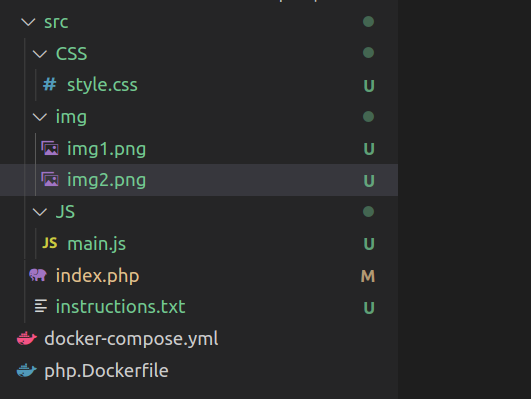 src
CSS
# style.css U
img
img1.png U
img2.png U
JS
JS main.js U
index.php M
instructions.txt U
docker-compose.yml
php.Dockerfile